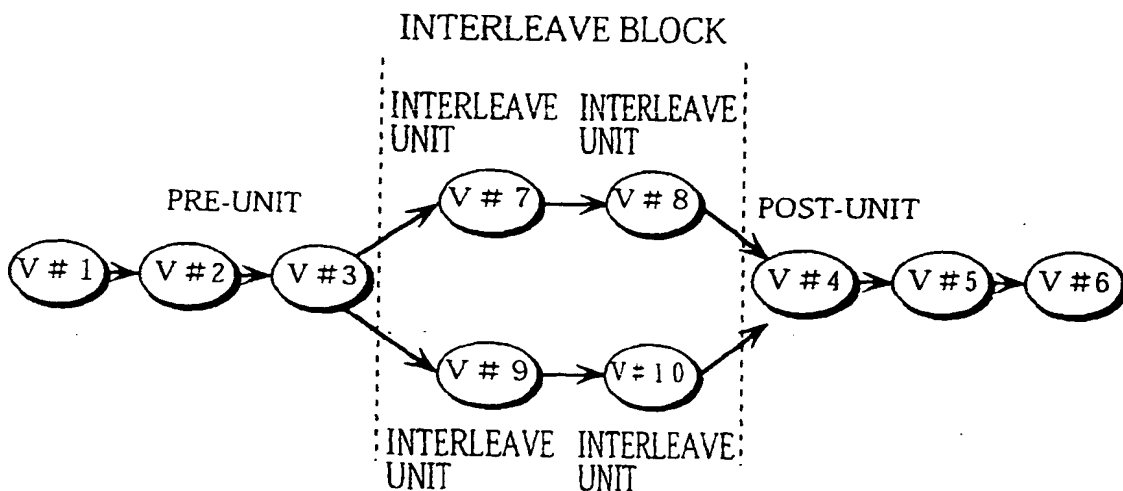 INTERLEAVE BLOCK
INTERLEAVE UNIT
INTERLEAVE UNIT
PRE-UNIT
V # 7
V # 8
POST-UNIT
V # 1
V # 2
V # 3
V # 4
V # 5
V # 6
V # 9
V # 10
INTERLEAVE UNIT
INTERLEAVE UNIT